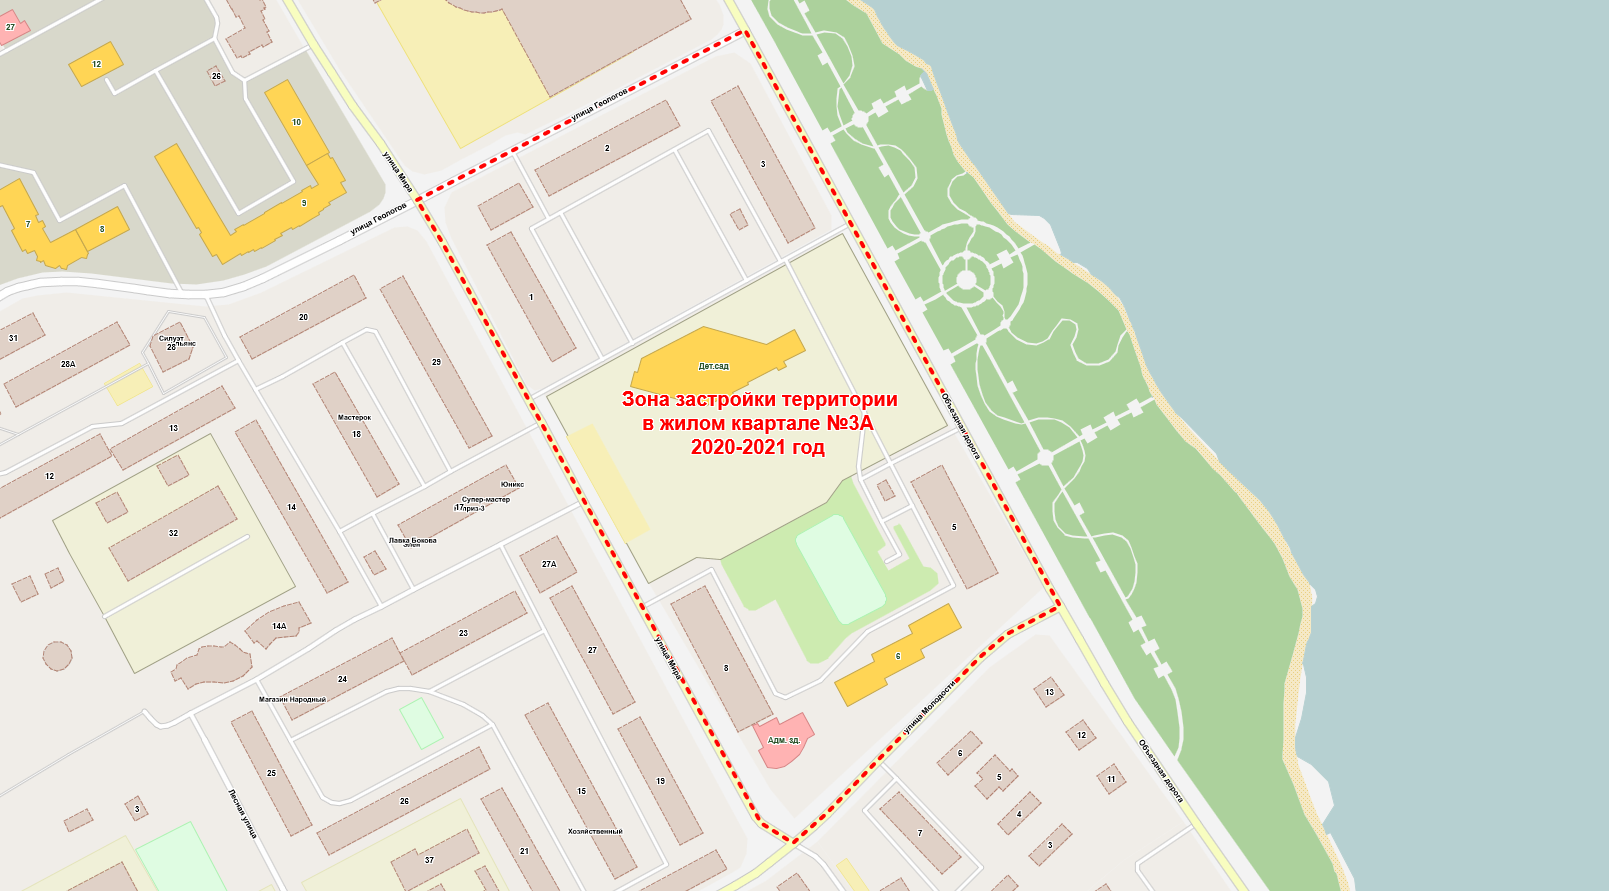 27
12
26
10
улица Геологов
2
улица Мира
3
9
7
8
улица Геологов
1
20
31
Силуэт
28
28А
29
Дет.сад
Зона застройки территории
в жилом квартале №3А
2020-2021 год
Объездная дорога
Мастерок
18
13
12
Юникс
Супер-мастер
17
14
32
5
Лавка Бокова
27А
14А
23
27
улица Мира
8
6
24
Магазин Народный
улица Молодости
13
12
Адм. зд.
6
5
11
Объездная дорога
25
19
15
26
3
Лесная улица
4
7
3
Хозяйственный
21
37